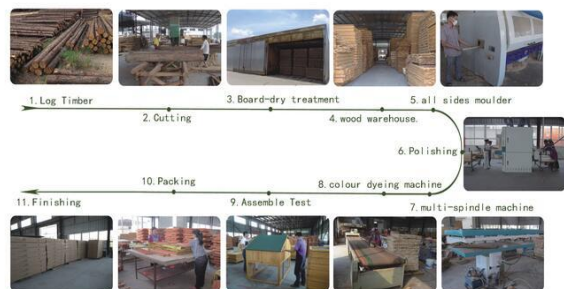 1.Log Timber
2.Cutting
3.Board-dry treatment
4.wood warehouse.
5.all sides moulder
6.Polishing
7.multi-spindle machine
8.colour dyeing machine
9.Assemble Test
10.Packing
11.Finishing